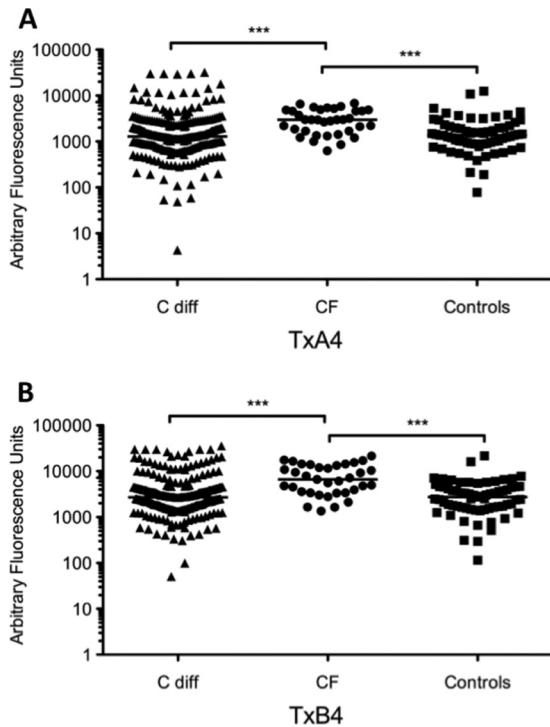 A
***
***
Arbitrary Fluorescence Units
100000
10000
1000
100
10
1
C diff CF Controls
TxA4
B
***
***
Arbitrary Fluorescence Units
100000
10000
1000
100
10
1
C diff CF Controls
TxB4